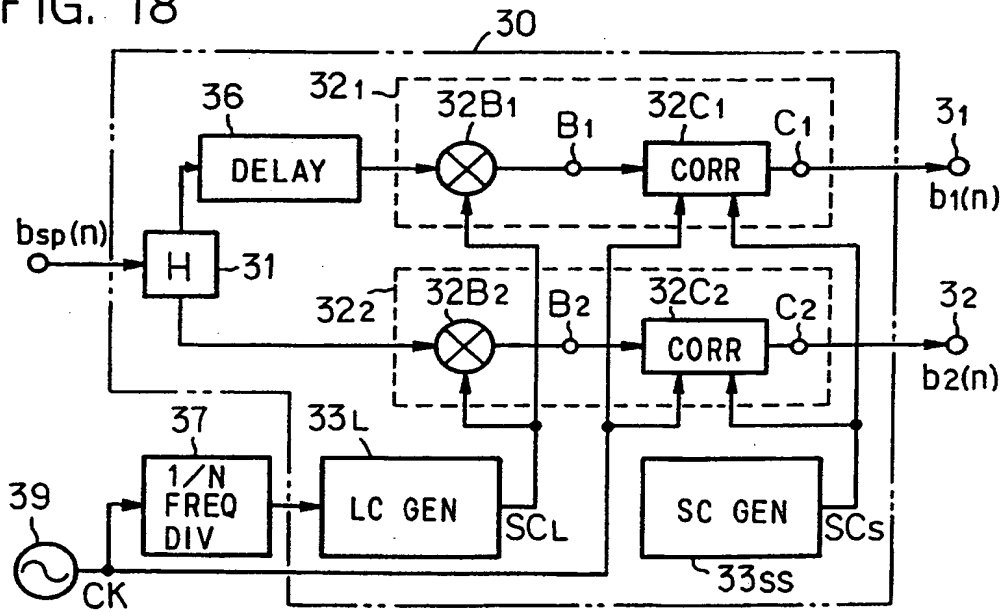 FIG. 18
30
36
DELAY
321
32B1
B1
32C1
CORR
C1
31
b1(n)
bsp(n)
H
31
322
32B2
B2
32C2
CORR
C2
32
b2(n)
39
CK
37
1/N
FREQ
DIV
33L
LC GEN
SCL
SC GEN
SCS
33SS